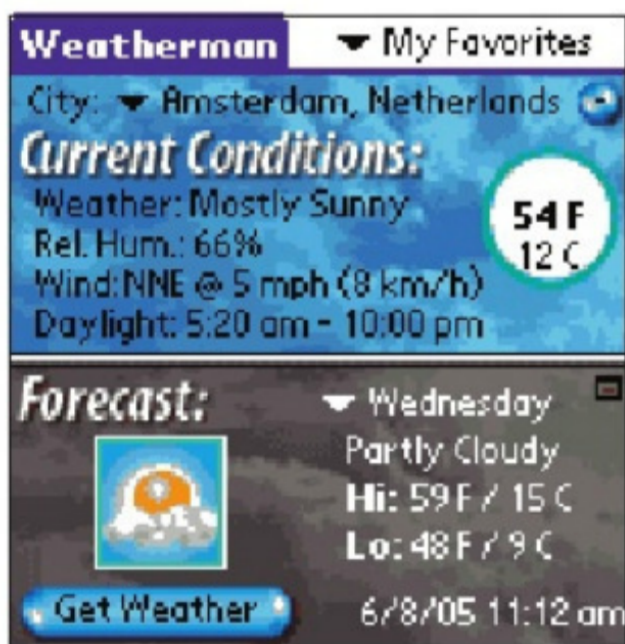 Weatherman My Favorites
City: Amsterdam, Netherlands
Current Conditions:
Weather: Mostly Sunny
54 F
Rel. Hum.: 66%
12 C
Wind: NNE @ 5 mph (8 km/h)
Daylight: 5:20 am - 10:00 pm
Forecast: Wednesday
Partly Cloudy
Hi: 59 F / 15 C
Lo: 48 F / 9 C
Get Weather 6/8/05 11:12 am